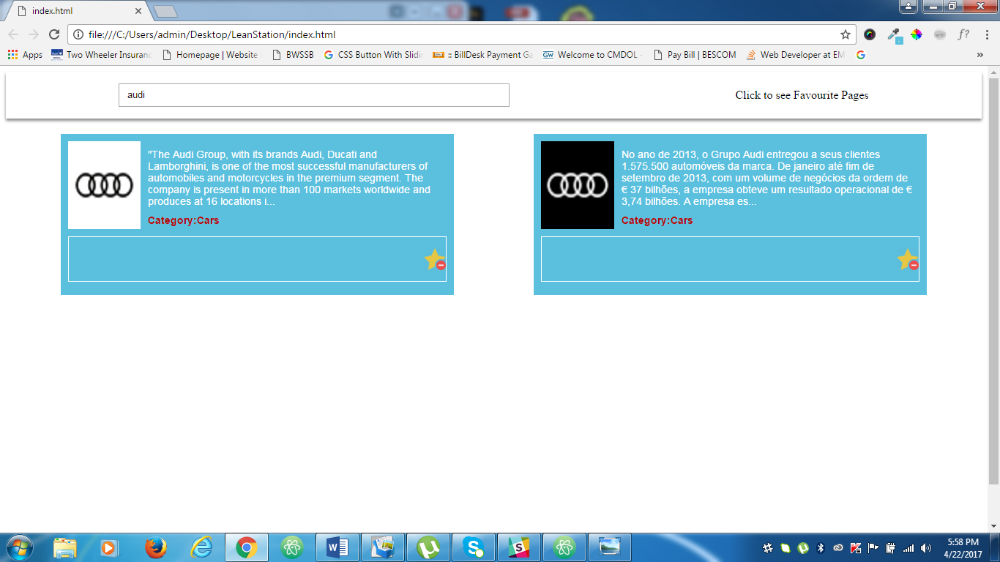 index.html
file:///C:/Users/admin/Desktop/LeanStation/index.html
f?
Apps
Two Wheeler Insuranc
Homepage | Website
BWSSB
CSS Button With Slidin
:: BillDesk Payment Ga
GW
Welcome to CMDOL -
Pay Bill | BESCOM
Web Developer at EM
»
audi
Click to see Favourite Pages
"The Audi Group, with its brands Audi, Ducati and
Lamborghini, is one of the most successful manufacturers of
automobiles and motorcycles in the premium segment. The
company is present in more than 100 markets worldwide and
produces at 16 locations i...
Category:Cars
No ano de 2013, o Grupo Audi entregou a seus clientes
1.575.500 automóveis da marca. De janeiro até fim de
setembro de 2013, com um volume de negócios da ordem de
€ 37 bilhões, a empresa obteve um resultado operacional de €
3,74 bilhões. A empresa es...
Category:Cars
5:58 PM
4/22/2017